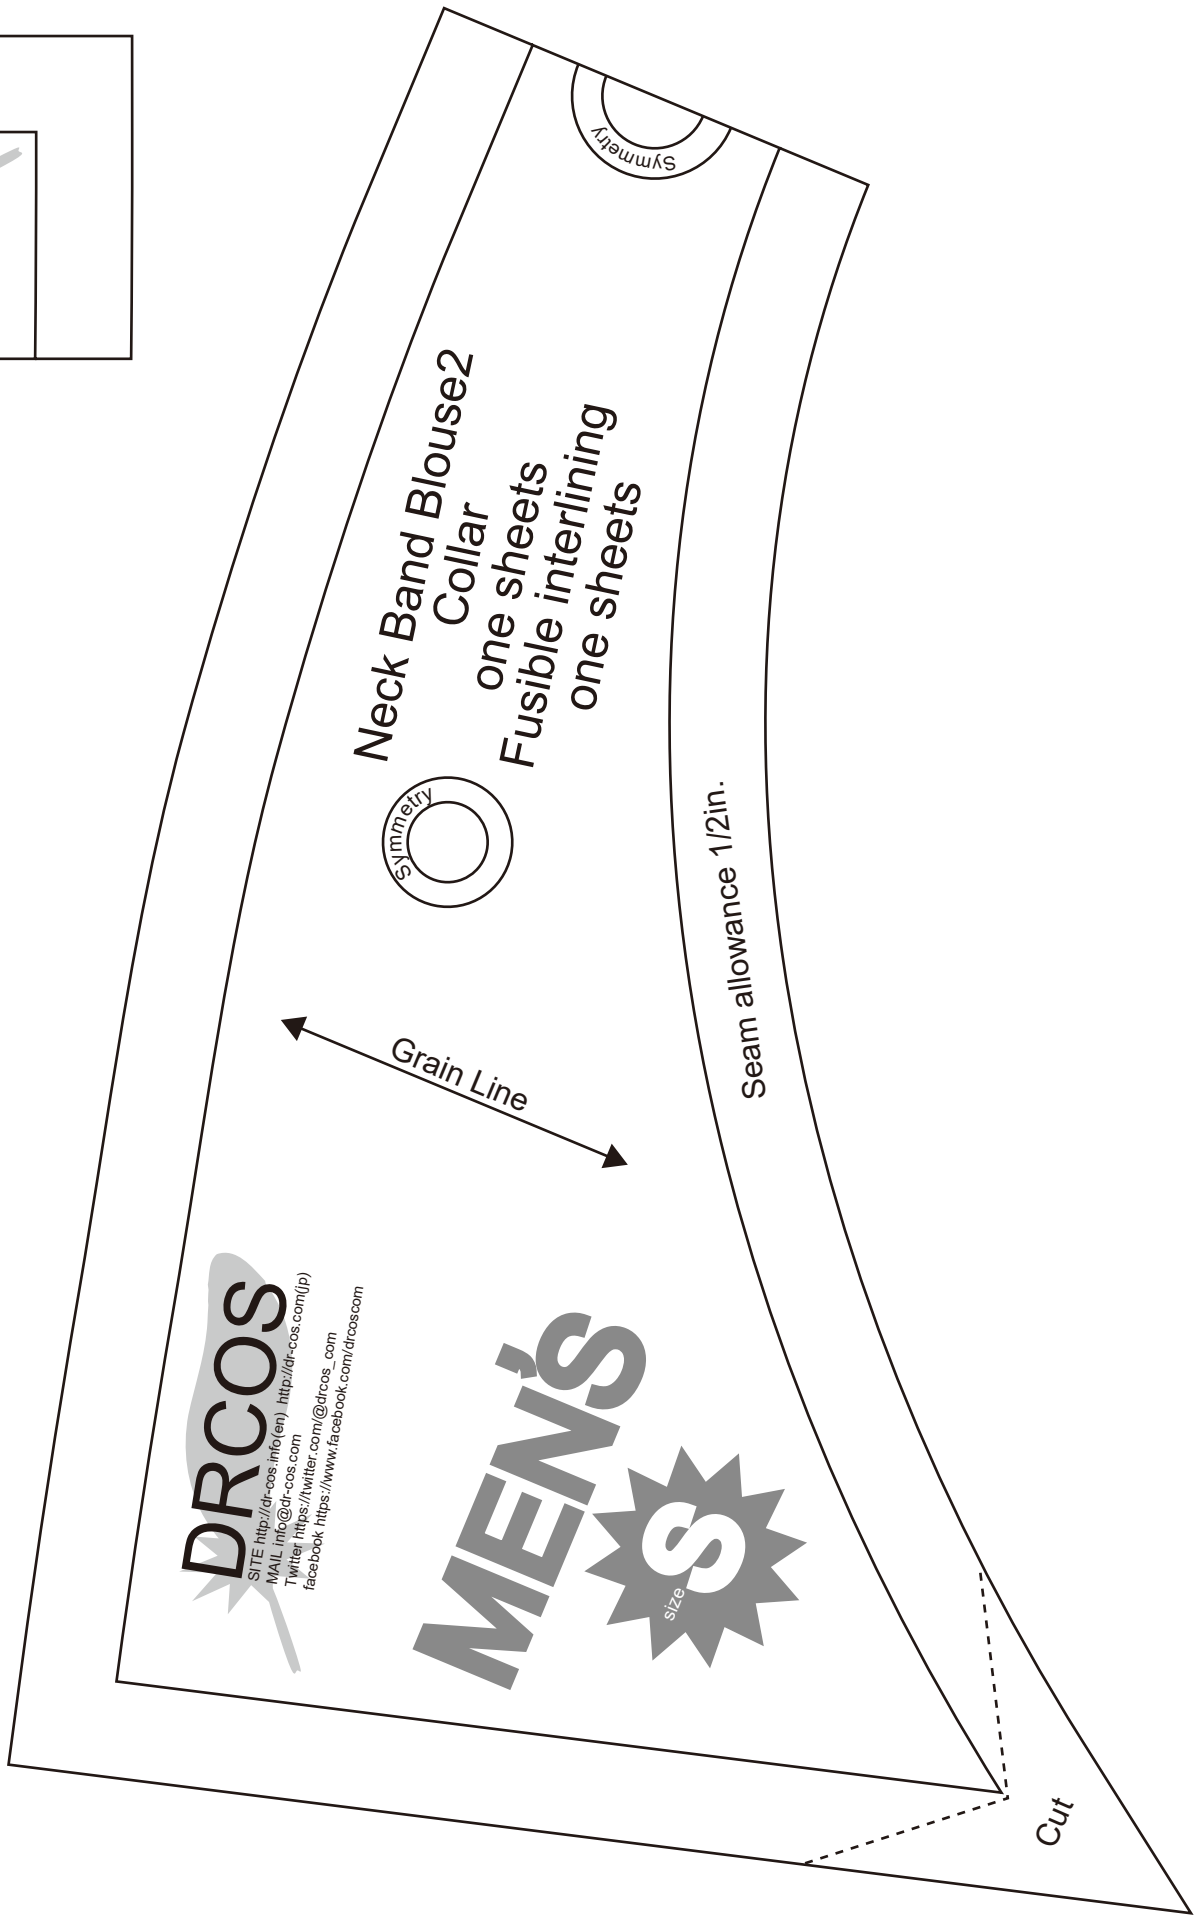 Symmetry
Neck Band Blouse2
Collar
one sheets
Fusible interlining
one sheets
Symmetry
Seam allowance 1/2in.
Grain Line
DRCOS
SITE http://dr-cos.info(en) http://dr-cos.com(jp)
MAIL info@dr-cos.com
Twitter https://twitter.com/@drcos_com
facebook https://www.facebook.com/drcoscom
MEN'S
size S
Cut